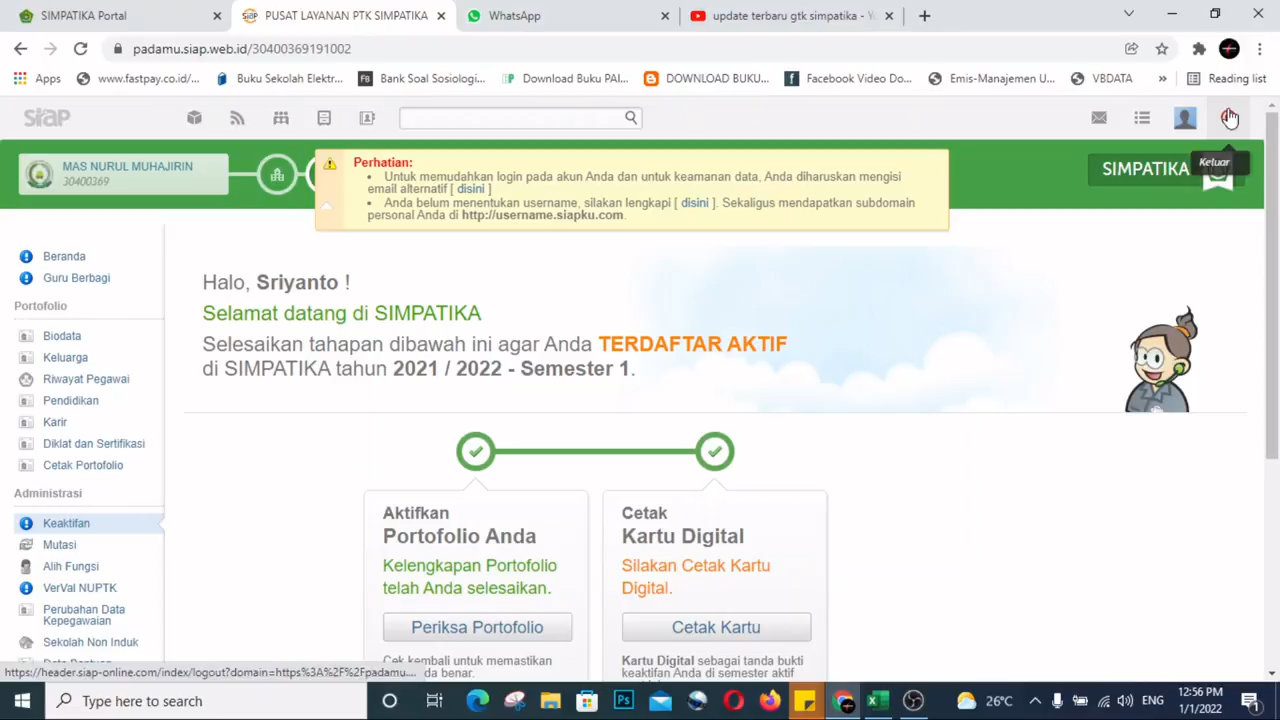 SIMPATIKA Portal
PUSAT LAYANAN PTK SIMPATIKA
WhatsApp
update terbaru gtk simpatika - Yo
padamu.siap.web.id/30400369191002
Apps
www.fastpay.co.id/...
Buku Sekolah Elektr...
Bank Soal Sosiologi...
Download Buku PAI...
DOWNLOAD BUKU...
Facebook Video Do...
Emis-Manajemen U...
VBDATA
»
Reading list
siap
MAS NURUL MUHAJIRIN
30400369
Perhatian:
• Untuk memudahkan login pada akun Anda dan untuk keamanan data, Anda diharuskan mengisi
email alternatif [ disini ]
• Anda belum menentukan username, silakan lengkapi [ disini ]. Sekaligus mendapatkan subdomain
personal Anda di http://username.siapku.com.
SIMPATIKA
Keluar
Beranda
Guru Berbagi
Portofolio
Biodata
Keluarga
Riwayat Pegawai
Pendidikan
Karir
Diklat dan Sertifikasi
Cetak Portofolio
Administrasi
Keaktifan
Mutasi
Alih Fungsi
VerVal NUPTK
Perubahan Data
Kepegawaian
Sekolah Non Induk
Halo, Sriyanto !
Selamat datang di SIMPATIKA
Selesaikan tahapan dibawah ini agar Anda TERDAFTAR AKTIF
di SIMPATIKA tahun 2021 / 2022 - Semester 1.
Aktifkan
Portofolio Anda
Kelengkapan Portofolio
telah Anda selesaikan.
Periksa Portofolio
Cek kembali untuk memastikan
da benar.
Cetak
Kartu Digital
Silakan Cetak Kartu
Digital.
Cetak Kartu
Kartu Digital sebagai tanda bukti
keaktifan Anda di semester aktif
https://header.siap-online.com/index/logout?domain=https%3A%2F%2Fpadamu....
Type here to search
26°C
ENG
12:56 PM
1/1/2022
1